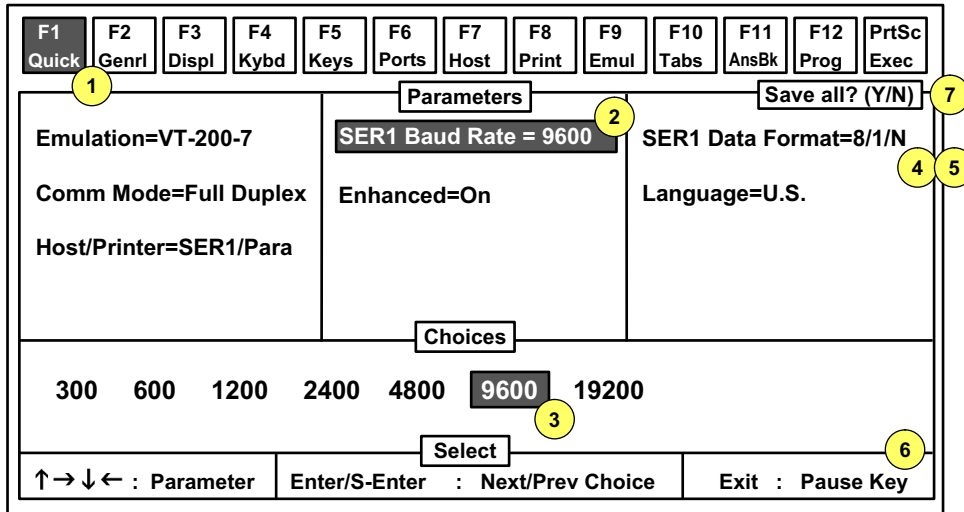 F1 F2 F3 F4 F5 F6 F7 F8 F9 F10 F11 F12 PrtSc
Quick Genrl Displ Kybd Keys Ports Host Print Emul Tabs AnsBk Prog Exec
1
Parameters
Save all? (Y/N)
7
2
Emulation=VT-200-7
SER1 Baud Rate = 9600
SER1 Data Format=8/1/N
4 5
Comm Mode=Full Duplex
Enhanced=On
Language=U.S.
Host/Printer=SER1/Para
Choices
300 600 1200 2400 4800 9600 19200
3
Select
6
↑→↓← : Parameter
Enter/S-Enter : Next/Prev Choice
Exit : Pause Key